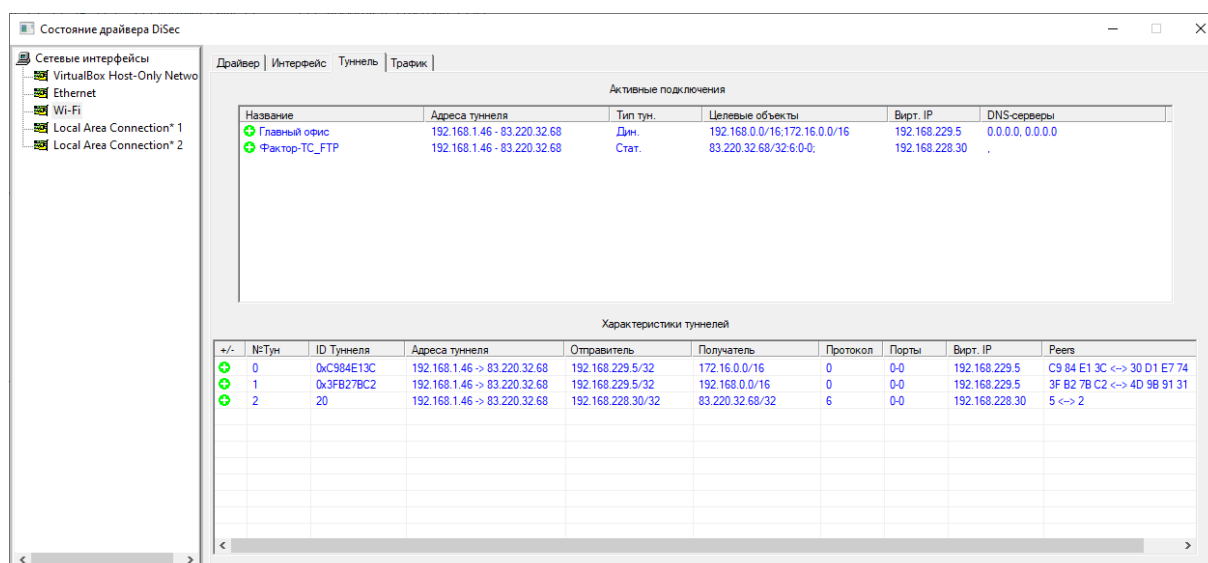 Состояние драйвера DiSec
Сетевые интерфейсы
VirtualBox Host-Only Netwo
Ethernet
Wi-Fi
Local Area Connection* 1
Local Area Connection* 2
Драйвер Интерфейс Туннель Трафик
Активные подключения
Название Адреса туннеля Тип тун. Целевые объекты Вирт. IP DNS-серверы
Главный офис 192.168.1.46 - 83.220.32.68 Дин. 192.168.0.0/16;172.16.0.0/16 192.168.229.5 0.0.0.0, 0.0.0.0
Фактор-ТС_FTP 192.168.1.46 - 83.220.32.68 Стат. 83.220.32.68/32:6:0-0; 192.168.228.30 ,
Характеристики туннелей
+/- №Тун ID Туннеля Адреса туннеля Отправитель Получатель Протокол Порты Вирт. IP Peers
0 0xC984E13C 192.168.1.46 -> 83.220.32.68 192.168.229.5/32 172.16.0.0/16 0 0-0 192.168.229.5 C9 84 E1 3C <--> 30 D1 E7 74
1 0x3FB27BC2 192.168.1.46 -> 83.220.32.68 192.168.229.5/32 192.168.0.0/16 0 0-0 192.168.229.5 3F B2 7B C2 <--> 4D 9B 91 31
2 20 192.168.1.46 -> 83.220.32.68 192.168.228.30/32 83.220.32.68/32 6 0-0 192.168.228.30 5 <--> 2